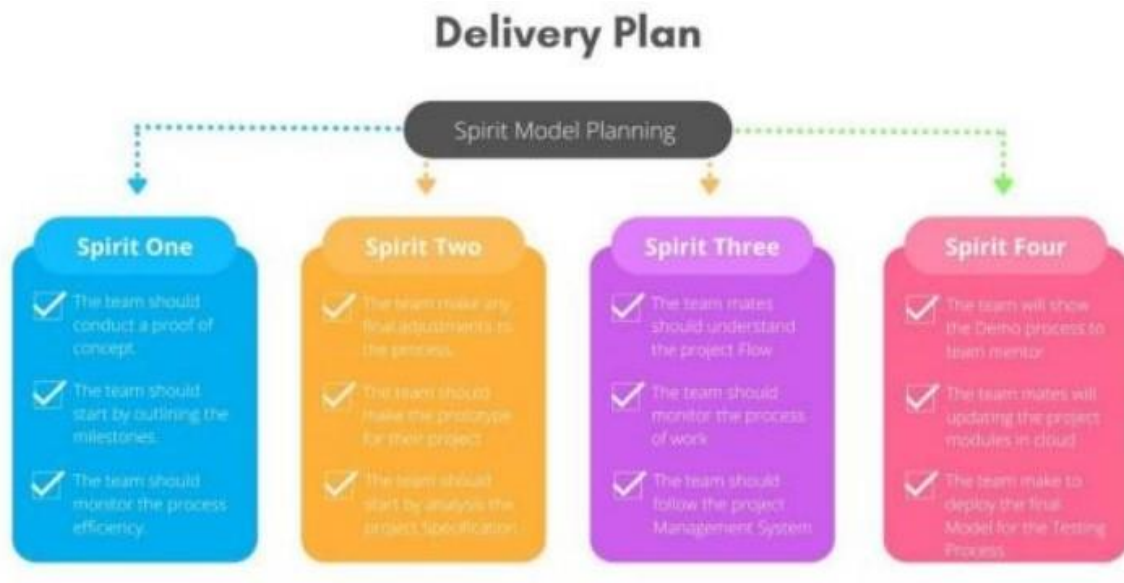 Delivery Plan
Spirit Model Planning
Spirit One
The team should
conduct a proof of
concept.
The team should
start by outlining the
milestones.
The team should
monitor the process
efficiency.
Spirit Two
The team make any
final adjustments to
the process.
The team should
make the prototype
for their project
The team should
start by analysis the
project Specification
Spirit Three
The team mates
should understand
the project Flow
The team should
monitor the process
of work
The team should
follow the project
Management System
Spirit Four
The team will show
the Demo process to
team mentor
The team mates will
updating the project
modules in cloud
The team make to
deploy the final
Model for the Testing
Process